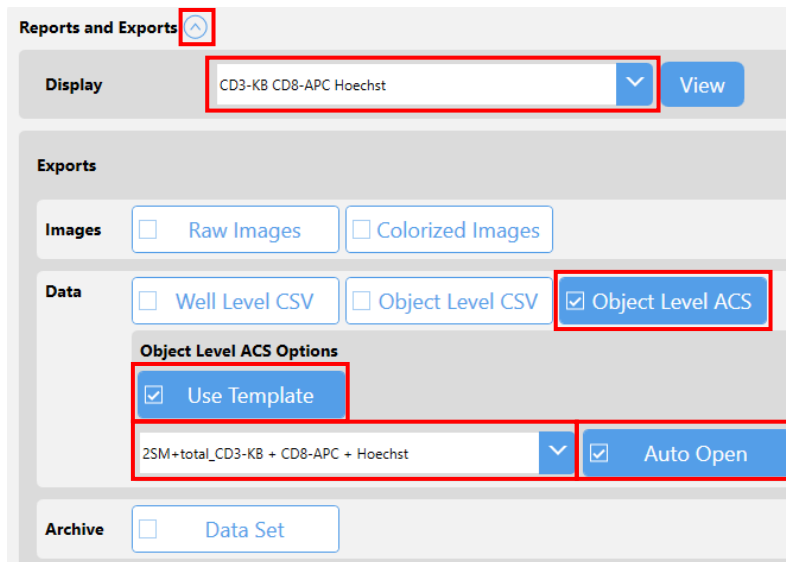 Reports and Exports
Display
CD3-KB CD8-APC Hoechst
View
Exports
Images
Raw Images
Colorized Images
Data
Well Level CSV
Object Level CSV
Object Level ACS
Object Level ACS Options
Use Template
2SM+total_CD3-KB + CD8-APC + Hoechst
Auto Open
Archive
Data Set